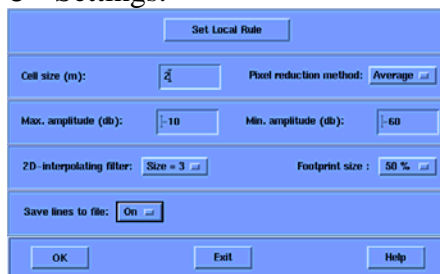 Settings.
Set Local Rule
Cell size (m): 2 Pixel reduction method: Average
Max. amplitude (db): -10 Min. amplitude (db): -60
2D-interpolating filter: Size = 3 Footprint size : 50 %
Save lines to file: On
OK Exit Help